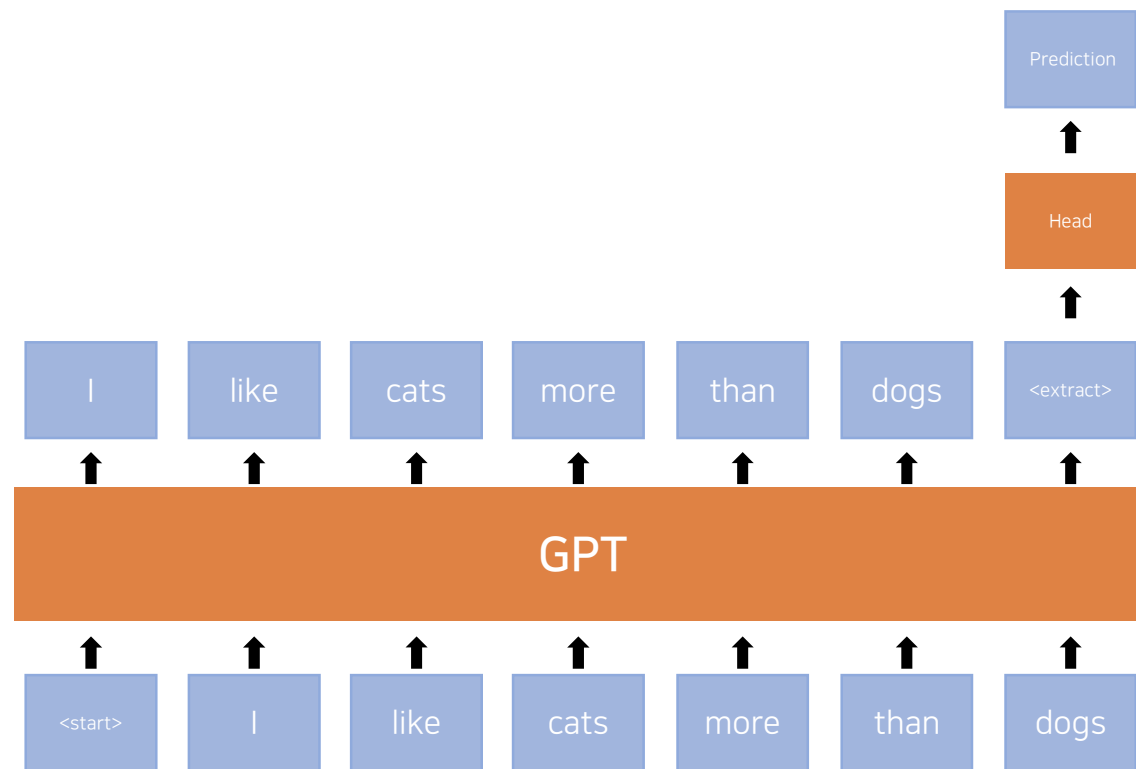 Prediction
Head
I like cats more than dogs <extract>
GPT
<start> I like cats more than dogs